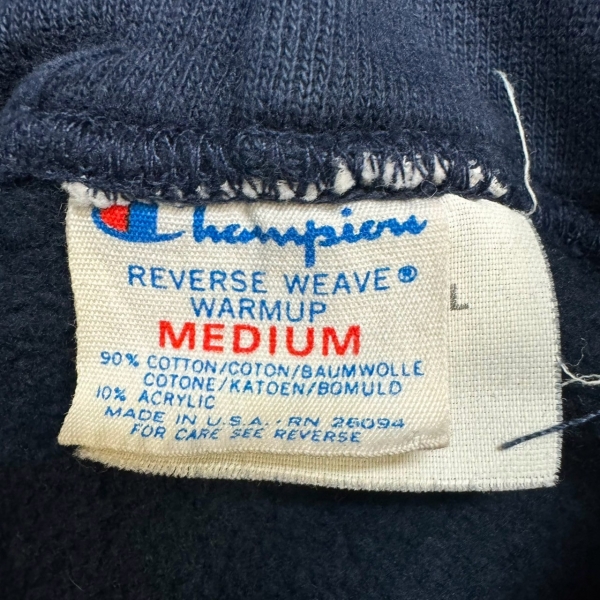 Champion
REVERSE WEAVE®
WARMUP
MEDIUM
90% COTTON/COTON/BAUMWOLLE
COTONE/KATOEN/BOMULD
10% ACRYLIC
MADE IN U.S.A. RN 26094
FOR CARE SEE REVERSE
L